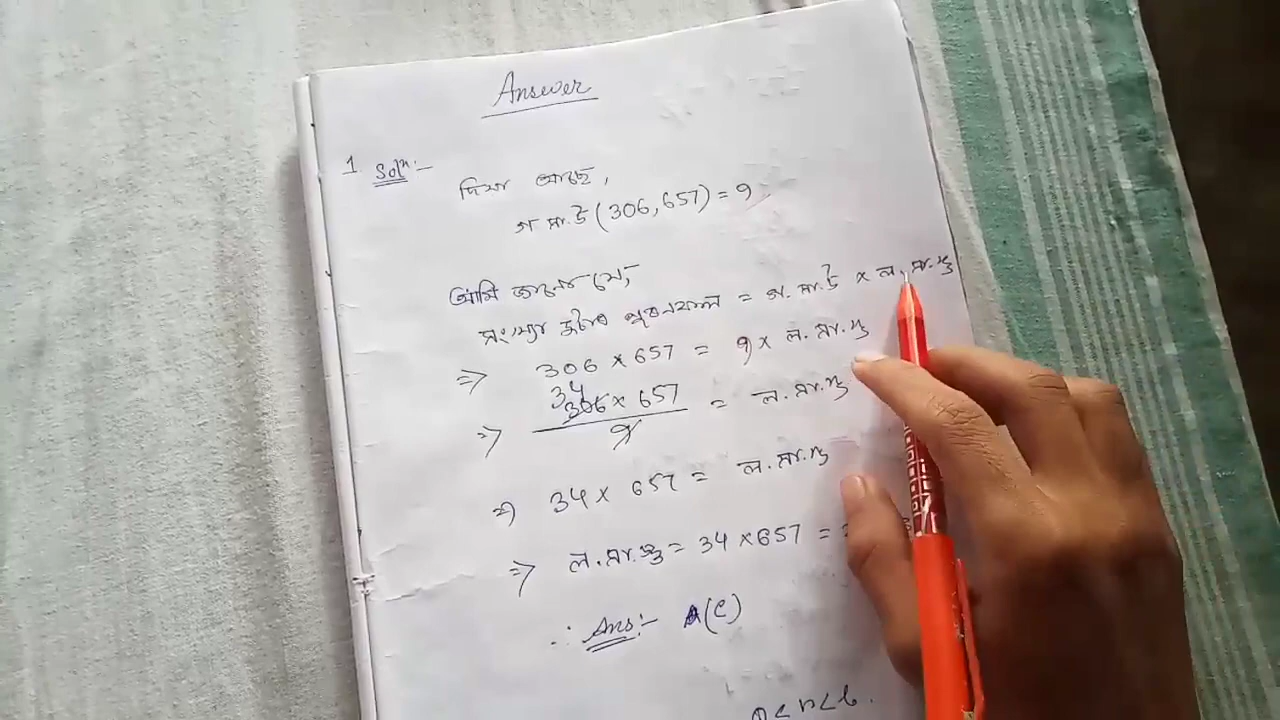 Answer
1 Solⁿ:-
দিয়া আছে,
গ.সা.উ (306, 657) = 9
আমি জানো যে,
সংখ্যা দুটাৰ পূৰণফল = গ. সা. উ × ল. সা. গু
=> 306 × 657 = 9 × ল. সা. গু
34
=> 306 × 657 / 9 = ল. সা. গু
=> 34 × 657 = ল. সা. গু
=> ল. সা. গু = 34 × 657 =
∴ Ans:- (C)